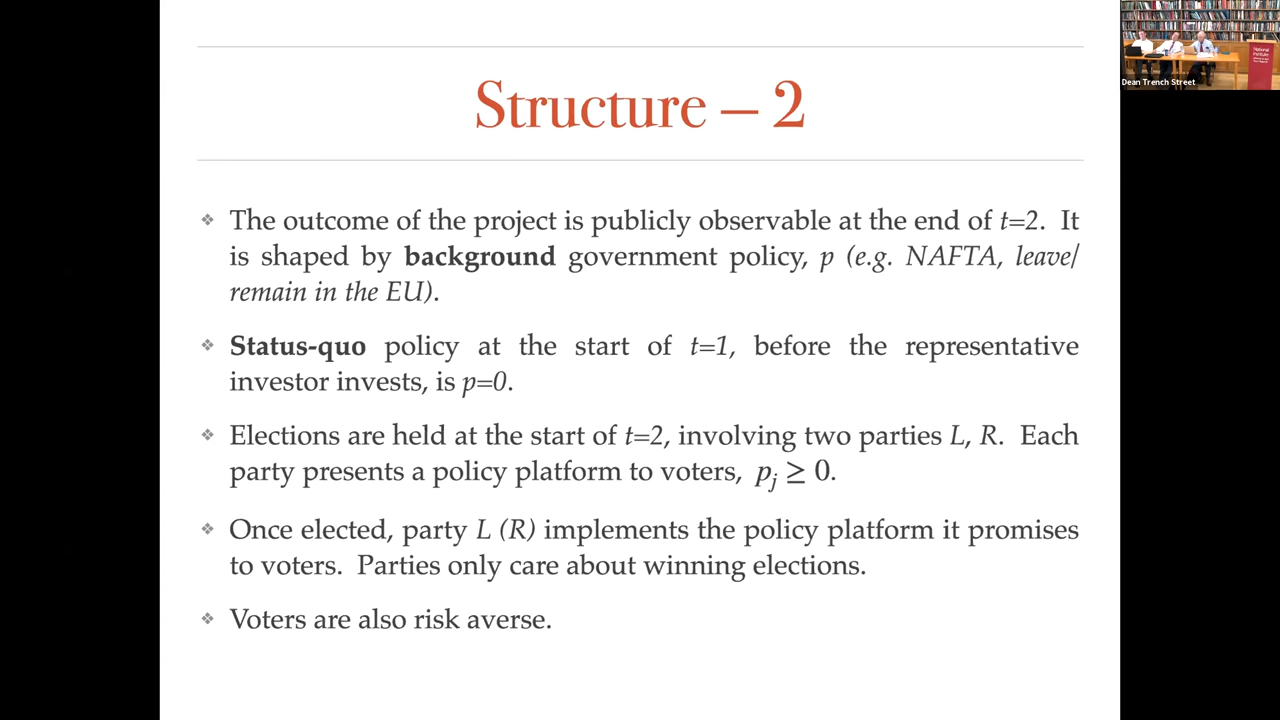 Structure – 2
❖ The outcome of the project is publicly observable at the end of t=2. It
is shaped by background government policy, p (e.g. NAFTA, leave/
remain in the EU).
❖ Status-quo policy at the start of t=1, before the representative
investor invests, is p=0.
❖ Elections are held at the start of t=2, involving two parties L, R. Each
party presents a policy platform to voters, pⱼ ≥ 0.
❖ Once elected, party L (R) implements the policy platform it promises
to voters. Parties only care about winning elections.
❖ Voters are also risk averse.
National
Institute
Dean Trench Street